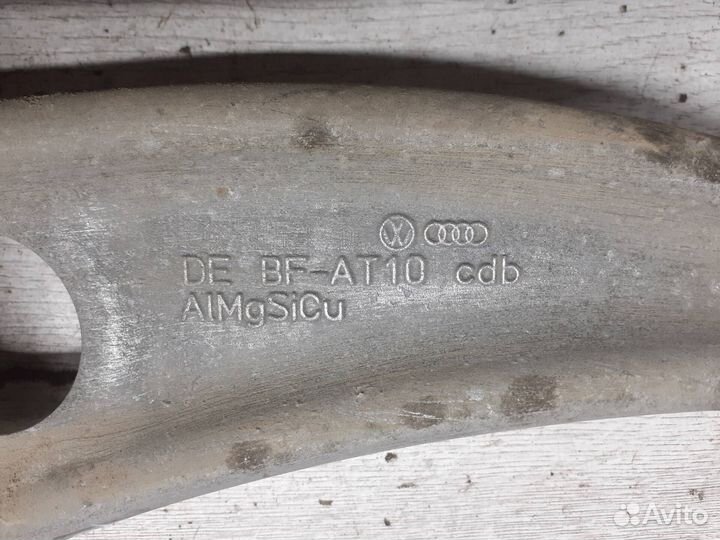 DE BF-AT10 cdb
AlMgSiCu
Avito